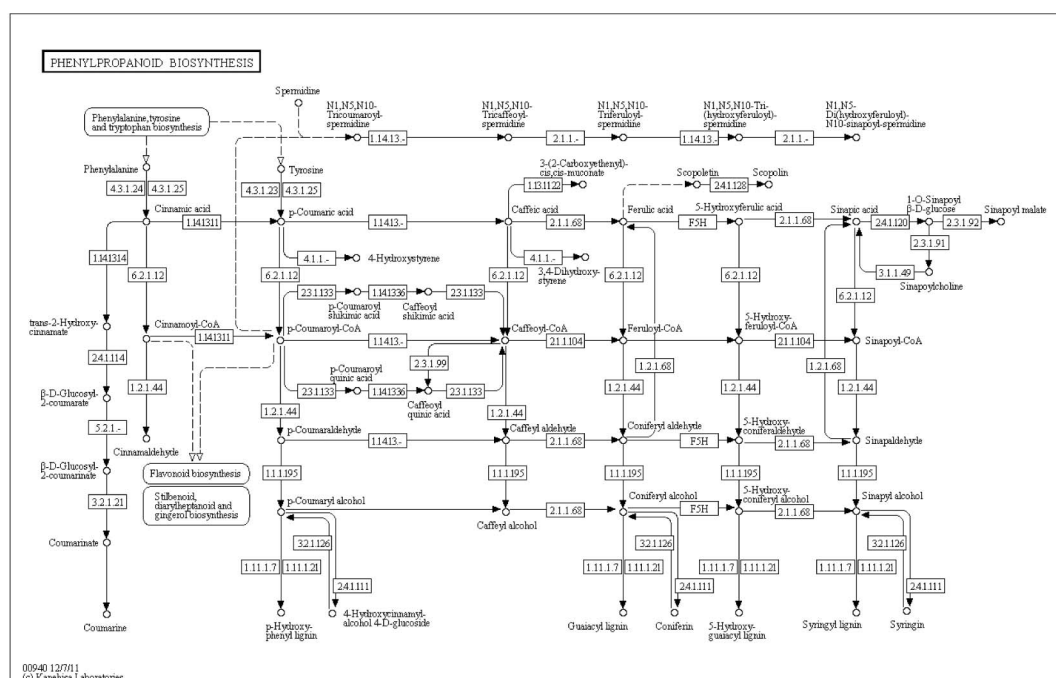 PHENYLPROPANOID BIOSYNTHESIS
Spermidine
Phenylalanine, tyrosine
and tryptophan biosynthesis
N1,N5,N10-
Tricoumaroyl-
spermidine
1.14.13.-
N1,N5,N10-
Tricaffeoyl-
spermidine
2.1.1.-
N1,N5,N10-
Triferuloyl-
spermidine
1.14.13.-
N1,N5,N10-Tri-
(hydroxyferuloyl)-
spermidine
2.1.1.-
N1,N5-
Di(hydroxyferuloyl)-
N10-sinapoyl-spermidine
Phenylalanine
Tyrosine
3-(2-Carboxyethenyl)-
cis,cis-muconate
1.13.11.22
Scopoletin
2.4.1.128
Scopolin
4.3.1.24
4.3.1.25
4.3.1.23
4.3.1.25
Cinnamic acid
1.14.13.11
p-Coumaric acid
1.14.13.-
Caffeic acid
2.1.1.68
Ferulic acid
F5H
5-Hydroxyferulic acid
2.1.1.68
Sinapic acid
2.4.1.120
1-O-Sinapoyl
β-D-glucose
2.3.1.92
Sinapoyl malate
2.3.1.91
3.1.1.49
Sinapoylcholine
1.14.13.14
4.1.1.-
4-Hydroxystyrene
4.1.1.-
3,4-Dihydroxy-
styrene
6.2.1.12
6.2.1.12
6.2.1.12
6.2.1.12
6.2.1.12
6.2.1.12
2.3.1.133
p-Coumaroyl
shikimic acid
1.14.13.36
Caffeoyl
shikimic acid
2.3.1.133
trans-2-Hydroxy-
cinnamate
Cinnamoyl-CoA
1.14.13.11
p-Coumaroyl-CoA
1.14.13.-
Caffeoyl-CoA
2.1.1.104
Feruloyl-CoA
5-Hydroxy-
feruloyl-CoA
2.1.1.104
Sinapoyl-CoA
2.4.1.114
2.3.1.99
1.2.1.68
1.2.1.68
p-Coumaroyl
quinic acid
2.3.1.133
1.14.13.36
Caffeoyl
quinic acid
2.3.1.133
β-D-Glucosyl-
2-coumarate
1.2.1.44
1.2.1.44
1.2.1.44
1.2.1.44
1.2.1.44
1.2.1.44
5.2.1.-
Cinnamaldehyde
p-Coumaraldehyde
1.14.13.-
Caffeyl aldehyde
2.1.1.68
Coniferyl aldehyde
F5H
5-Hydroxy-
coniferaldehyde
2.1.1.68
Sinapaldehyde
β-D-Glucosyl-
2-coumarinate
Flavonoid biosynthesis
1.1.1.195
1.1.1.195
1.1.1.195
1.1.1.195
1.1.1.195
3.2.1.21
Stilbenoid,
diarylheptanoid and
gingerol biosynthesis
p-Coumaryl alcohol
Caffeyl alcohol
2.1.1.68
Coniferyl alcohol
F5H
5-Hydroxy-
coniferyl alcohol
2.1.1.68
Sinapyl alcohol
Coumarinate
3.2.1.126
3.2.1.126
3.2.1.126
1.11.1.7
1.11.1.21
1.11.1.7
1.11.1.21
1.11.1.7
1.11.1.21
1.11.1.7
1.11.1.21
2.4.1.111
2.4.1.111
2.4.1.111
Coumarine
p-Hydroxy-
phenyl lignin
4-Hydroxycinnamyl-
alcohol 4-D-glucoside
Guaiacyl lignin
Coniferin
5-Hydroxy-
guaiacyl lignin
Syringyl lignin
Syringin
00940 12/7/11
(c) Kanehisa Laboratories